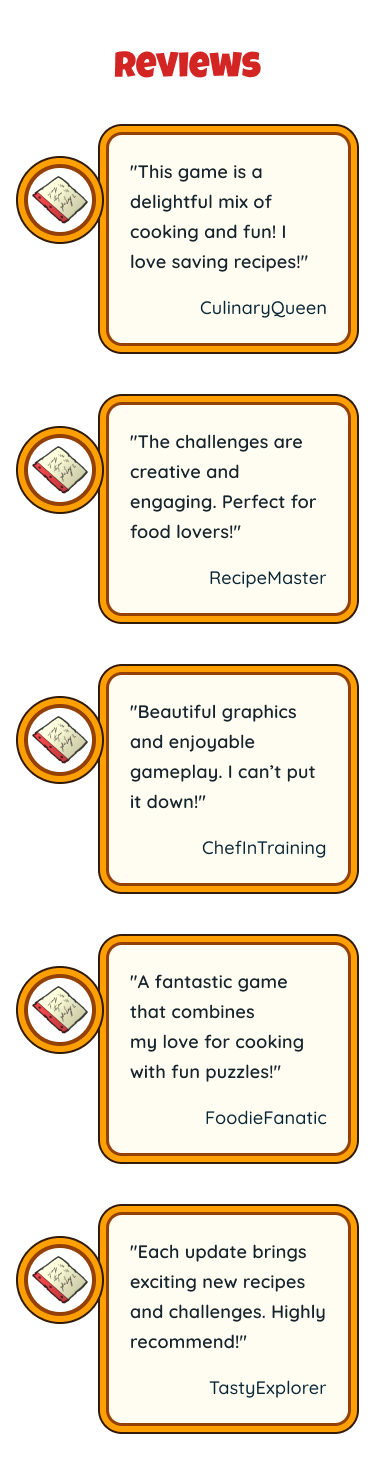 Reviews
"This game is a
delightful mix of
cooking and fun! I
love saving recipes!"
CulinaryQueen
"The challenges are
creative and
engaging. Perfect for
food lovers!"
RecipeMaster
"Beautiful graphics
and enjoyable
gameplay. I can’t put
it down!"
ChefInTraining
"A fantastic game
that combines
my love for cooking
with fun puzzles!"
FoodieFanatic
"Each update brings
exciting new recipes
and challenges. Highly
recommend!"
TastyExplorer